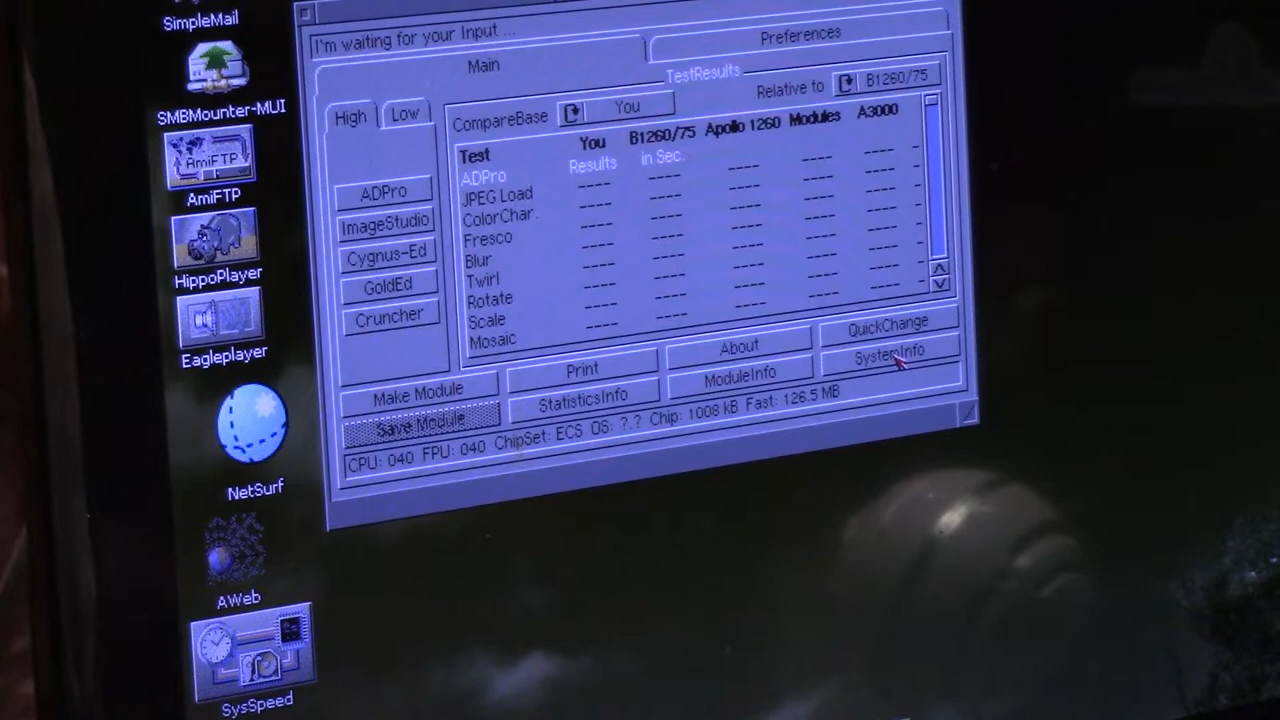 SimpleMail
SMBMounter-MUI
AmiFTP
AmiFTP
HippoPlayer
Eagleplayer
NetSurf
AWeb
SysSpeed
I'm waiting for your Input ...
Main
Preferences
High
Low
ADPro
ImageStudio
Cygnus-Ed
GoldEd
Cruncher
TestResults
CompareBase
You
Relative to
B1260/75
Test You B1260/75 Apollo 1260 Modules A3000
ADPro Results in Sec.
JPEG Load ---- ---- ---- ---- ---- -
ColorChar. ---- ---- ---- ---- ---- -
Fresco ---- ---- ---- ---- ---- -
Blur ---- ---- ---- ---- ---- -
Twirl ---- ---- ---- ---- ---- -
Rotate ---- ---- ---- ---- ---- -
Scale ---- ---- ---- ---- ---- -
Mosaic ---- ---- ---- ---- ---- -
Make Module
Print
About
QuickChange
Save Module
StatisticsInfo
ModuleInfo
SystemInfo
CPU: 040 FPU: 040 ChipSet: ECS OS: ?.? Chip: 1008 kB Fast: 126.5 MB